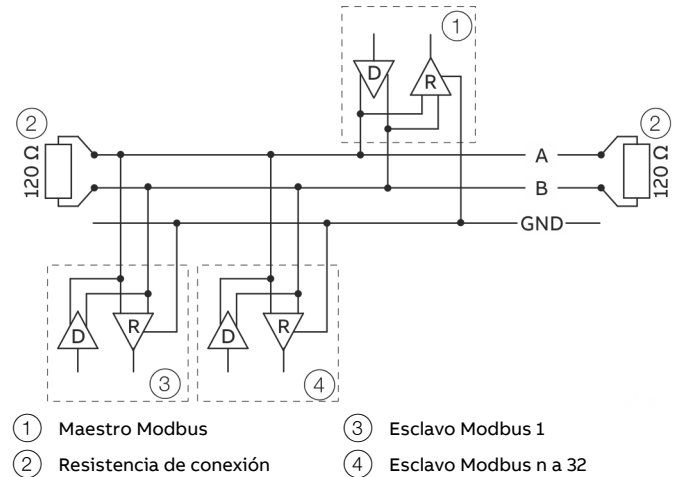 1
D
R
2
2
120 Ω
A
120 Ω
B
GND
D
R
D
R
3
4
1 Maestro Modbus
3 Esclavo Modbus 1
2 Resistencia de conexión
4 Esclavo Modbus n a 32